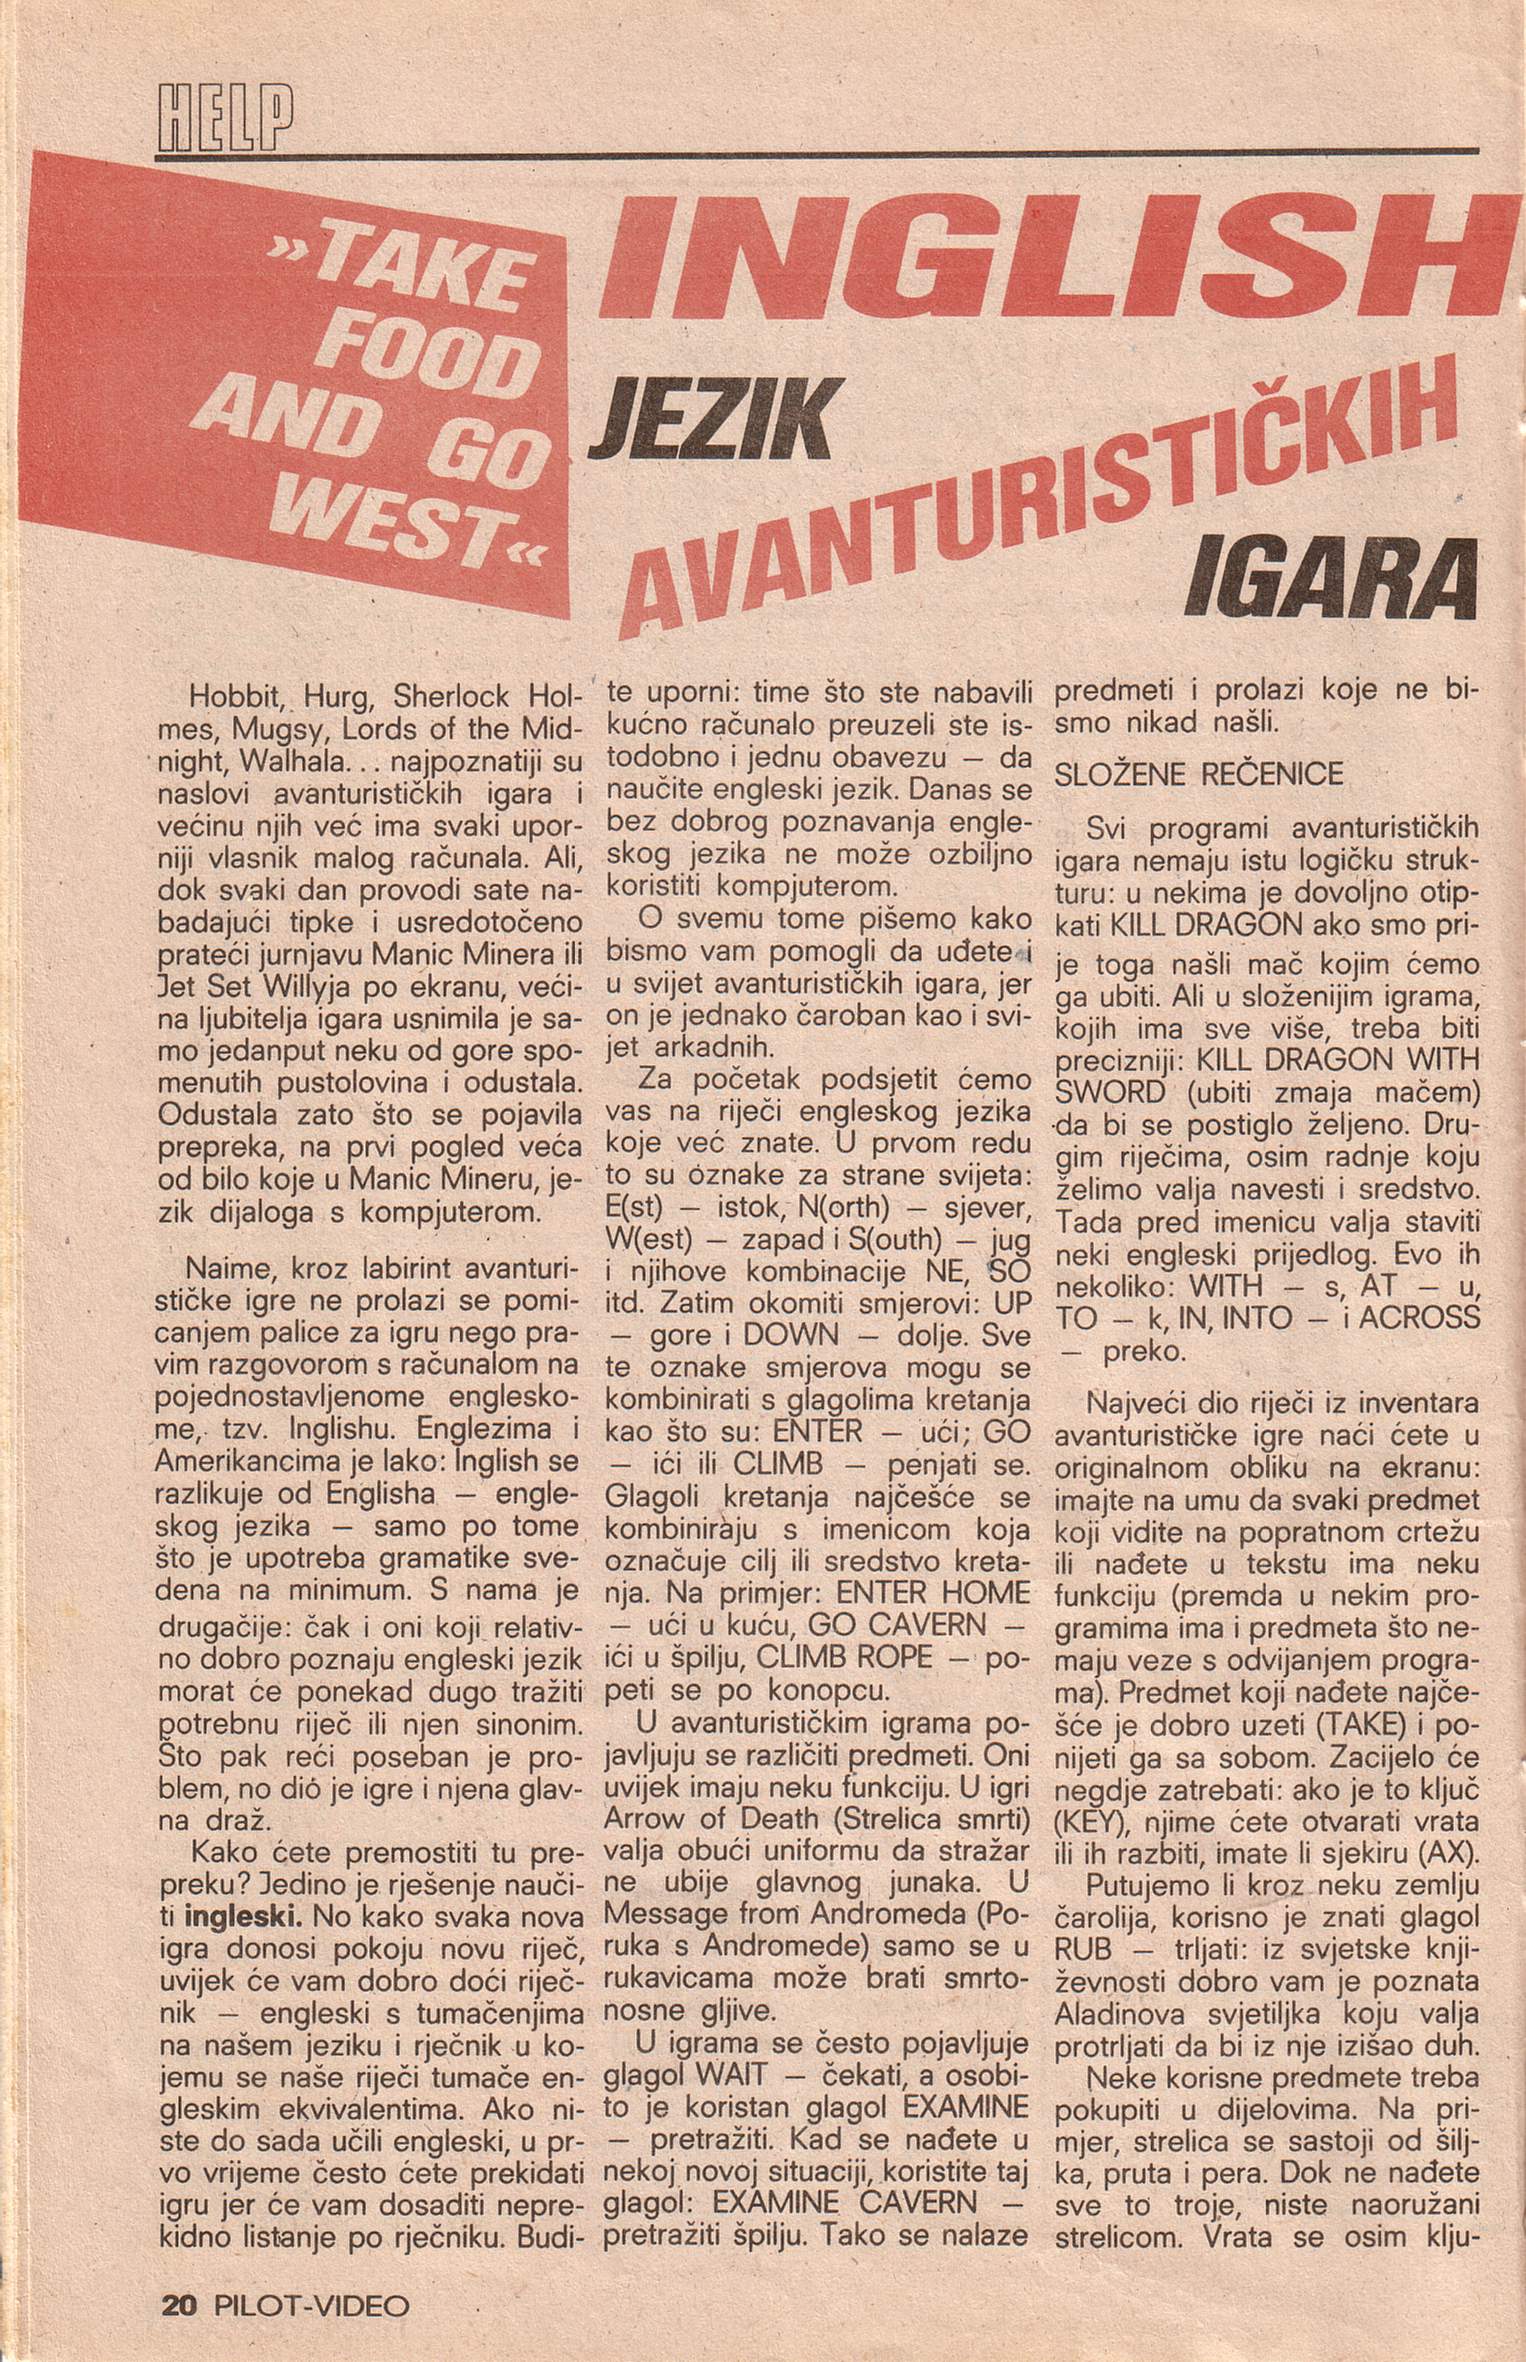 HELP
»TAKE
FOOD
AND GO
WEST«
INGLISH
JEZIK
AVANTURISTIČKIH
IGARA
Hobbit, Hurg, Sherlock Hol-
mes, Mugsy, Lords of the Mid-
night, Walhala... najpoznatiji su
naslovi avanturističkih igara i
većinu njih već ima svaki upor-
niji vlasnik malog računala. Ali,
dok svaki dan provodi sate na-
badajući tipke i usredotočeno
prateći jurnjavu Manic Minera ili
Jet Set Willyja po ekranu, veći-
na ljubitelja igara usnimila je sa-
mo jedanput neku od gore spo-
menutih pustolovina i odustala.
Odustala zato što se pojavila
prepreka, na prvi pogled veća
od bilo koje u Manic Mineru, je-
zik dijaloga s kompjuterom.
Naime, kroz labirint avanturi-
stičke igre ne prolazi se pomi-
canjem palice za igru nego pra-
vim razgovorom s računalom na
pojednostavljenome englesko-
me, tzv. Inglishu. Englezima i
Amerikancima je lako: Inglish se
razlikuje od Englisha — engle-
skog jezika — samo po tome
što je upotreba gramatike sve-
dena na minimum. S nama je
drugačije: čak i oni koji relativ-
no dobro poznaju engleski jezik
morat će ponekad dugo tražiti
potrebnu riječ ili njen sinonim.
Što pak reći poseban je pro-
blem, no dio je igre i njena glav-
na draž.
Kako ćete premostiti tu pre-
preku? Jedino je rješenje nauči-
ti ingleski. No kako svaka nova
igra donosi pokoju novu riječ,
uvijek će vam dobro doći riječ-
nik — engleski s tumačenjima
na našem jeziku i rječnik u ko-
jemu se naše riječi tumače en-
gleskim ekvivalentima. Ako ni-
ste do sada učili engleski, u pr-
vo vrijeme često ćete prekidati
igru jer će vam dosaditi nepre-
kidno listanje po rječniku. Budi-
te uporni: time što ste nabavili
kućno računalo preuzeli ste is-
todobno i jednu obavezu — da
naučite engleski jezik. Danas se
bez dobrog poznavanja engle-
skog jezika ne može ozbiljno
koristiti kompjuterom.
O svemu tome pišemo kako
bismo vam pomogli da uđete i
u svijet avanturističkih igara, jer
on je jednako čaroban kao i svi-
jet arkadnih.
Za početak podsjetit ćemo
vas na riječi engleskog jezika
koje već znate. U prvom redu
to su oznake za strane svijeta:
E(st) — istok, N(orth) — sjever,
W(est) — zapad i S(outh) — jug
i njihove kombinacije NE, SO
itd. Zatim okomiti smjerovi: UP
— gore i DOWN — dolje. Sve
te oznake smjerova mogu se
kombinirati s glagolima kretanja
kao što su: ENTER — ući; GO
— ići ili CLIMB — penjati se.
Glagoli kretanja najčešće se
kombiniraju s imenicom koja
označuje cilj ili sredstvo kreta-
nja. Na primjer: ENTER HOME
— ući u kuću, GO CAVERN —
ići u špilju, CLIMB ROPE — po-
peti se po konopcu.
U avanturističkim igrama po-
javljuju se različiti predmeti. Oni
uvijek imaju neku funkciju. U igri
Arrow of Death (Strelica smrti)
valja obući uniformu da stražar
ne ubije glavnog junaka. U
Message from Andromeda (Po-
ruka s Andromede) samo se u
rukavicama može brati smrto-
nosne gljive.
U igrama se često pojavljuje
glagol WAIT — čekati, a osobi-
to je koristan glagol EXAMINE
— pretražiti. Kad se nađete u
nekoj novoj situaciji, koristite taj
glagol: EXAMINE CAVERN —
pretražiti špilju. Tako se nalaze
predmeti i prolazi koje ne bi-
smo nikad našli.
SLOŽENE REČENICE
Svi programi avanturističkih
igara nemaju istu logičku struk-
turu: u nekima je dovoljno otip-
kati KILL DRAGON ako smo pri-
je toga našli mač kojim ćemo
ga ubiti. Ali u složenijim igrama,
kojih ima sve više, treba biti
precizniji: KILL DRAGON WITH
SWORD (ubiti zmaja mačem)
da bi se postiglo željeno. Dru-
gim riječima, osim radnje koju
želimo valja navesti i sredstvo.
Tada pred imenicu valja staviti
neki engleski prijedlog. Evo ih
nekoliko: WITH — s, AT — u,
TO — k, IN, INTO — i ACROSS
— preko.
Najveći dio riječi iz inventara
avanturističke igre naći ćete u
originalnom obliku na ekranu:
imajte na umu da svaki predmet
koji vidite na popratnom crtežu
ili nađete u tekstu ima neku
funkciju (premda u nekim pro-
gramima ima i predmeta što ne-
maju veze s odvijanjem progra-
ma). Predmet koji nađete najče-
šće je dobro uzeti (TAKE) i po-
nijeti ga sa sobom. Zacijelo će
negdje zatrebati: ako je to ključ
(KEY), njime ćete otvarati vrata
ili ih razbiti, imate li sjekiru (AX).
Putujemo li kroz neku zemlju
čarolija, korisno je znati glagol
RUB — trljati: iz svjetske knji-
ževnosti dobro vam je poznata
Aladinova svjetiljka koju valja
protrljati da bi iz nje izišao duh.
Neke korisne predmete treba
pokupiti u dijelovima. Na pri-
mjer, strelica se sastoji od šilj-
ka, pruta i pera. Dok ne nađete
sve to troje, niste naoružani
strelicom. Vrata se osim klju-
20 PILOT-VIDEO